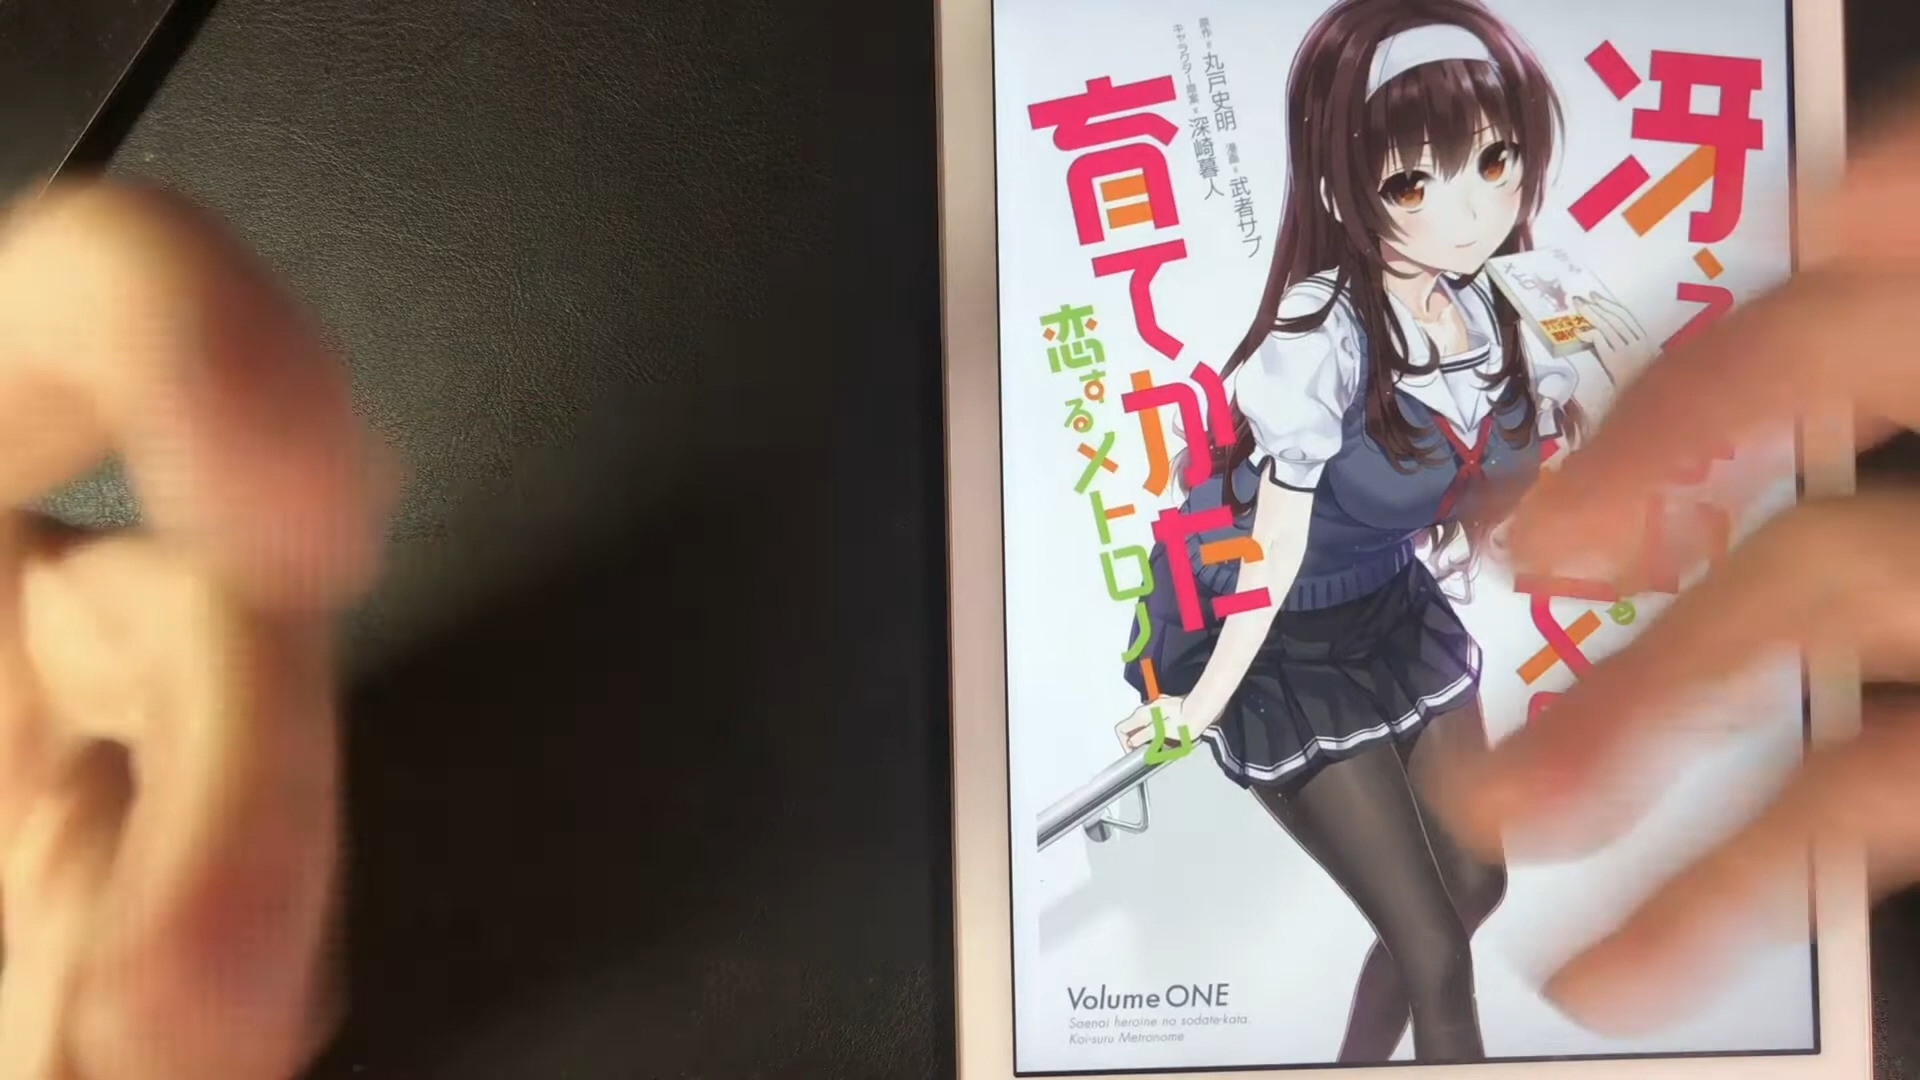 冴え
育てかた
恋するメトロノーム
原作：丸戸史明 漫画：武者サブ
キャラクター原案：深崎暮人
Volume ONE
Saenai heroine no sodate-kata.
Koi-suru Metronome